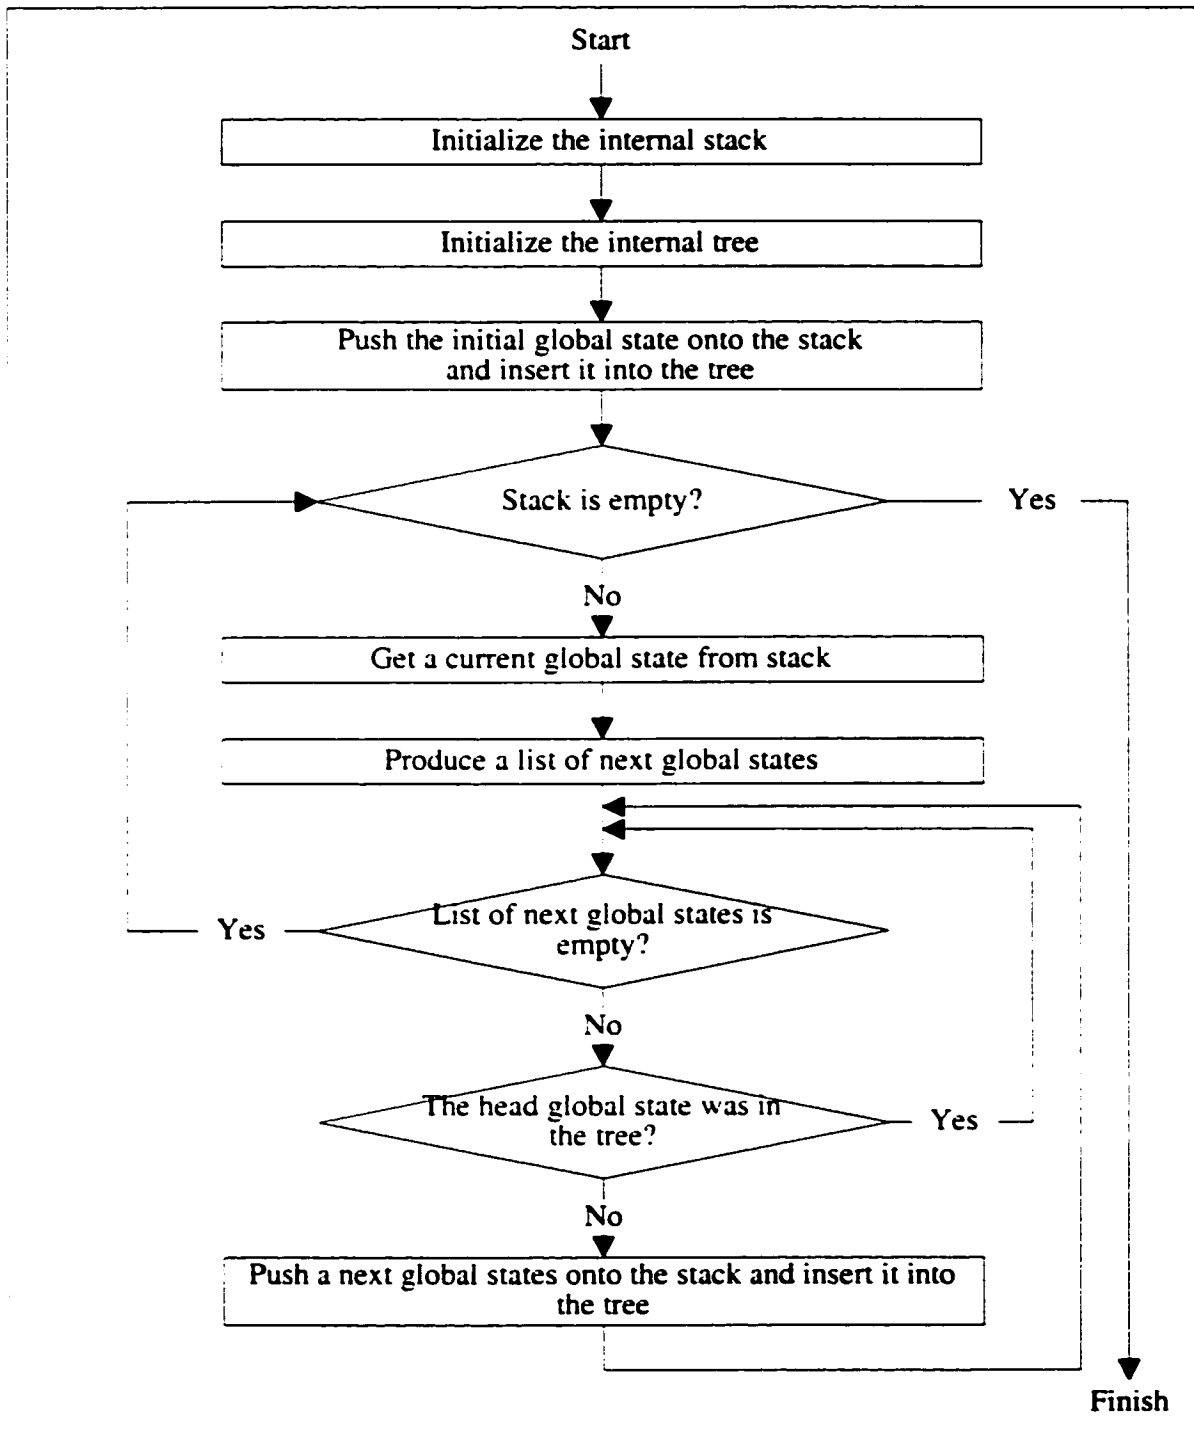 Start
Initialize the internal stack
Initialize the internal tree
Push the initial global state onto the stack
and insert it into the tree
Stack is empty?
Yes
No
Get a current global state from stack
Produce a list of next global states
List of next global states is
empty?
Yes
No
The head global state was in
the tree?
Yes
No
Push a next global states onto the stack and insert it into
the tree
Finish